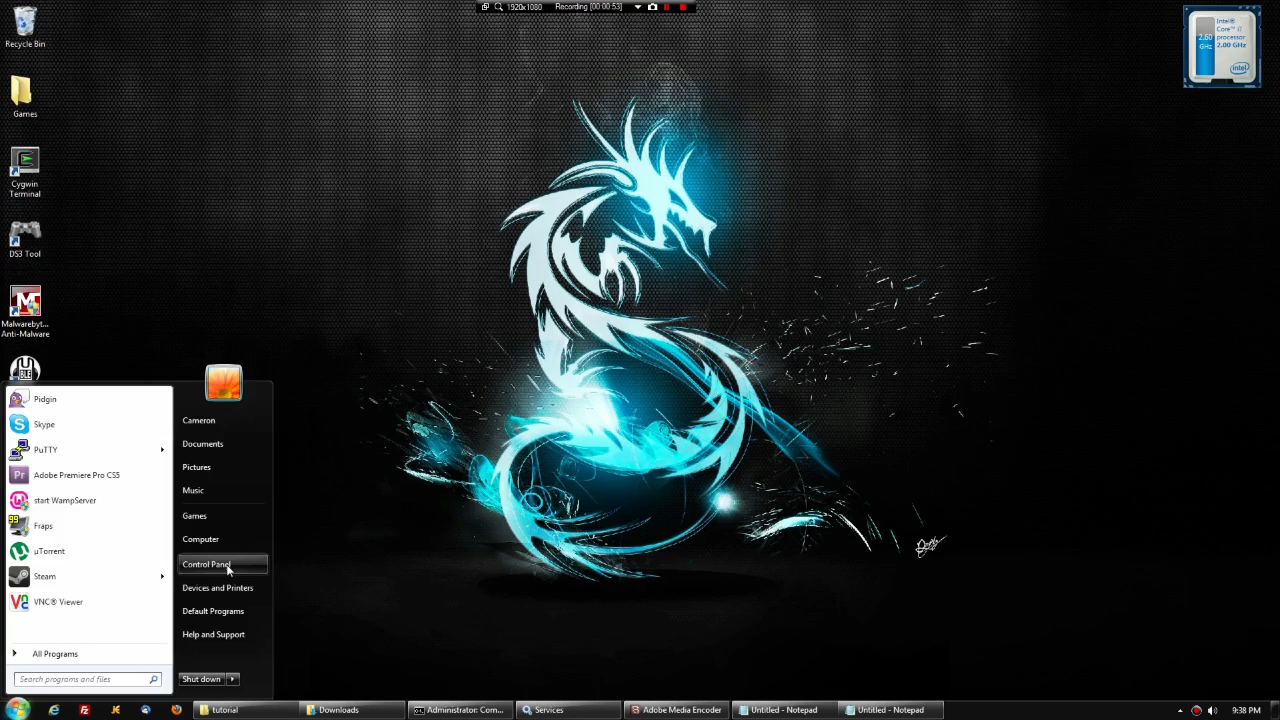 1920x1080 Recording [00:00:53]
Recycle Bin
Games
Cygwin
Terminal
DS3 Tool
Malwarebyt...
Anti-Malware
Intel®
Core™ i7
processor
2.00 GHz
2.60
GHz
intel
Pidgin
Skype
PuTTY
Adobe Premiere Pro CS5
start WampServer
Fraps
µTorrent
Steam
VNC® Viewer
All Programs
Search programs and files
Cameron
Documents
Pictures
Music
Games
Computer
Control Panel
Devices and Printers
Default Programs
Help and Support
Shut down
tutorial
Downloads
Administrator: Com...
Services
Adobe Media Encoder
Untitled - Notepad
Untitled - Notepad
9:38 PM